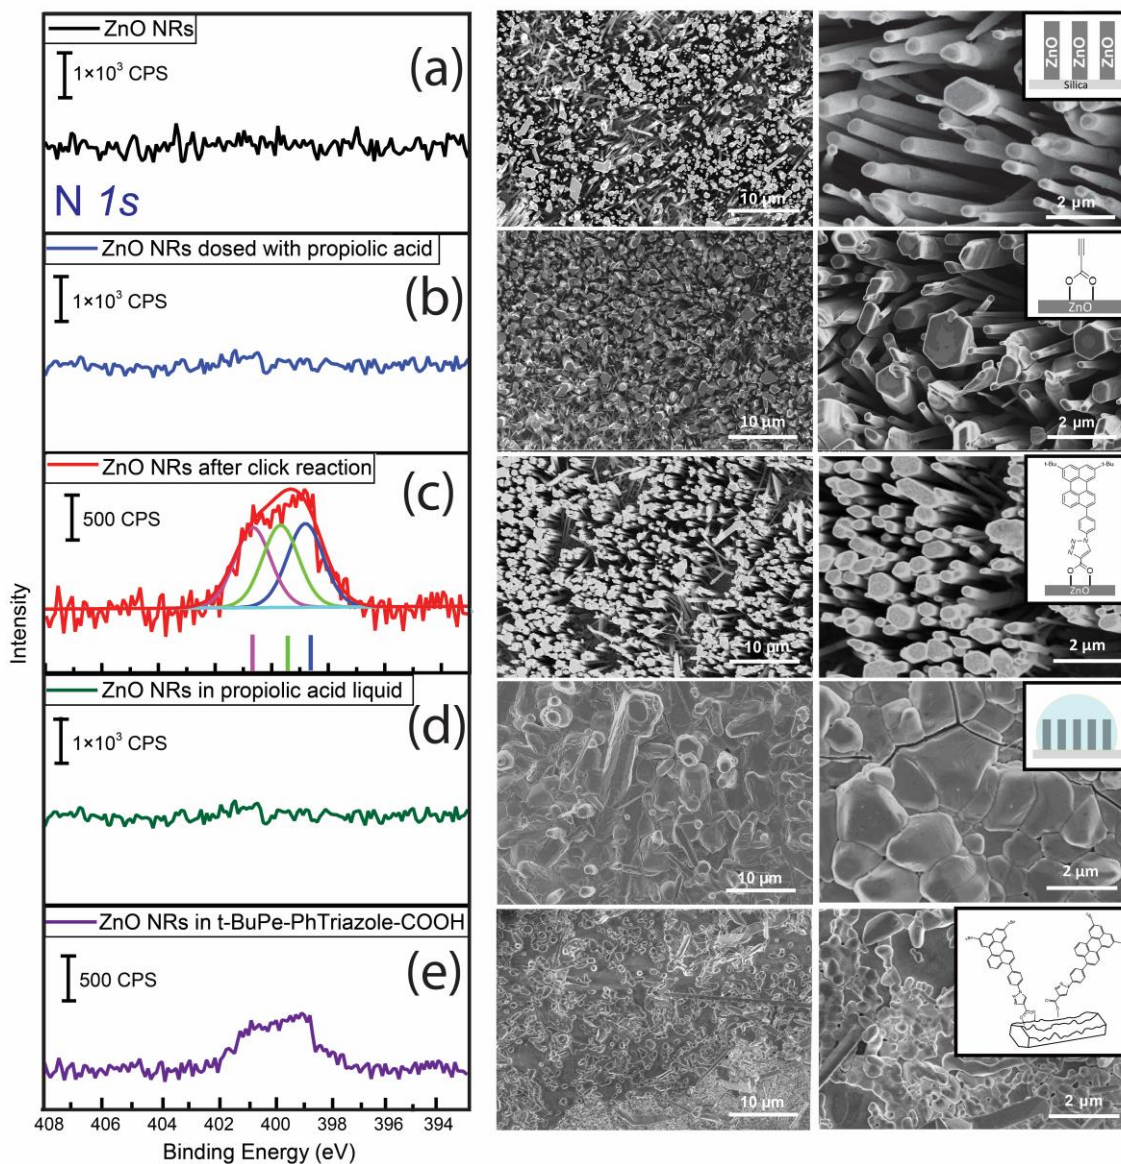 ZnO NRs
1×10³ CPS
(a)
N 1s
10 µm
2 µm
ZnO ZnO ZnO
Silica
ZnO NRs dosed with propiolic acid
1×10³ CPS
(b)
10 µm
2 µm
O O
ZnO
ZnO NRs after click reaction
500 CPS
(c)
10 µm
2 µm
t-Bu t-Bu
N N N
O O
ZnO
ZnO NRs in propiolic acid liquid
1×10³ CPS
(d)
10 µm
2 µm
ZnO NRs in t-BuPe-PhTriazole-COOH
500 CPS
(e)
10 µm
2 µm
Intensity
408 406 404 402 400 398 396 394
Binding Energy (eV)